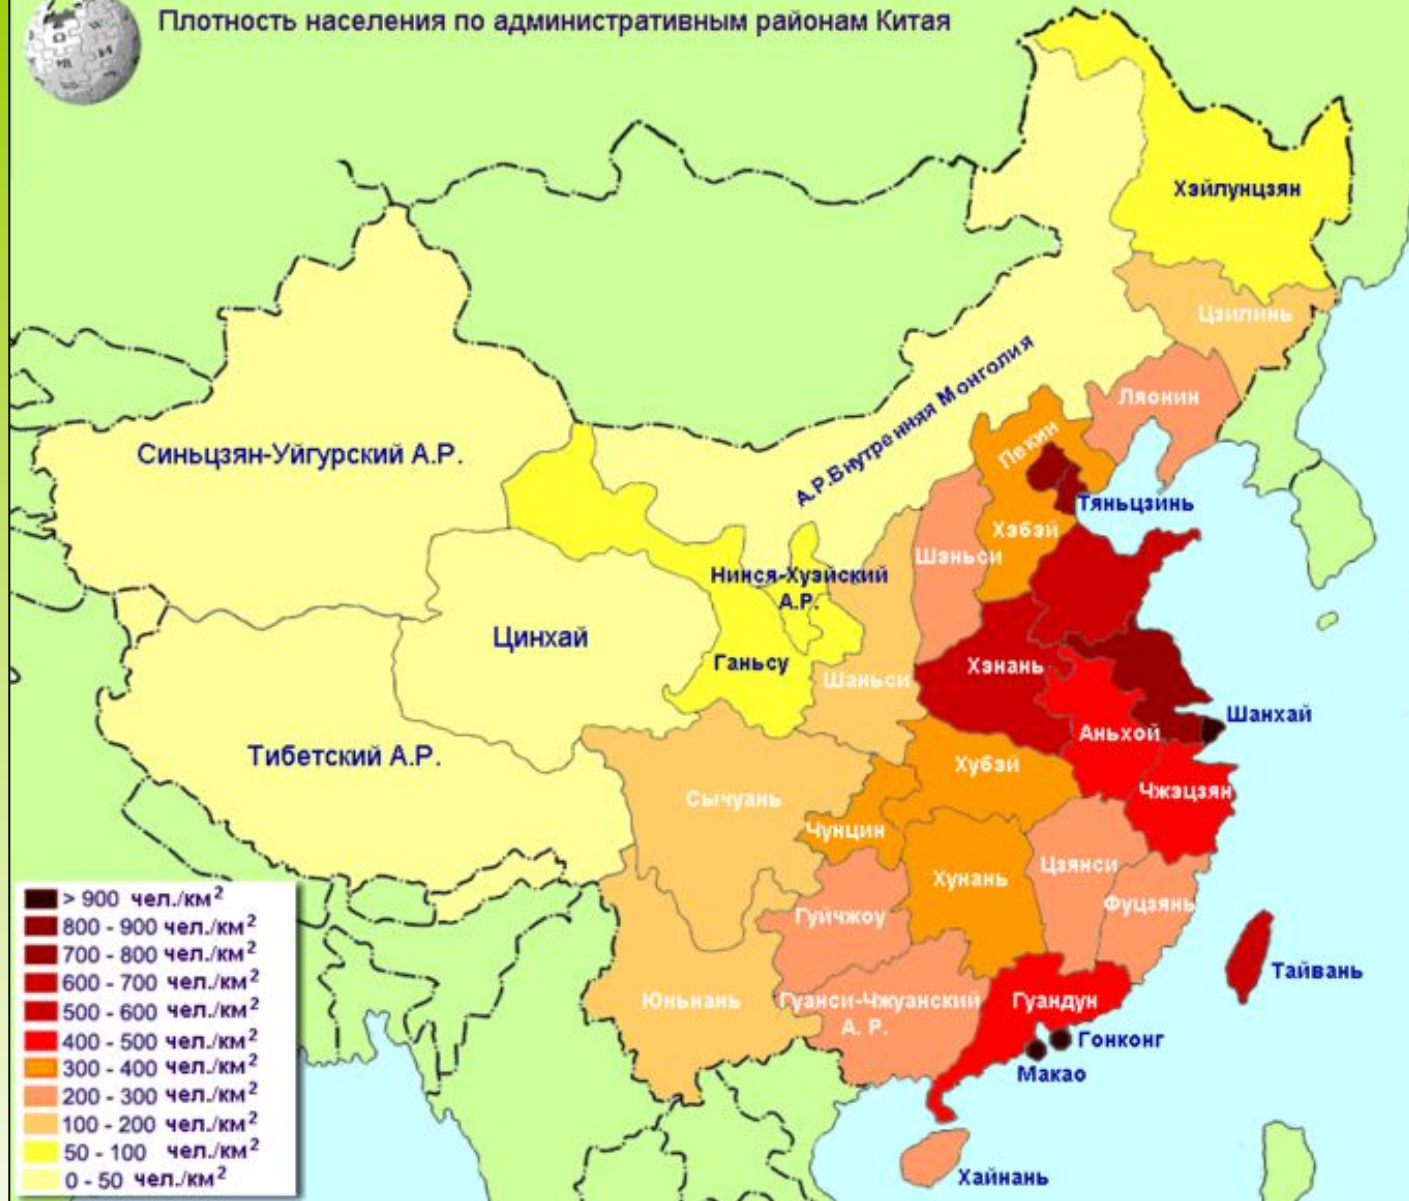 Плотность населения по административным районам Китая
Хэйлунцзян
Цзилинь
Ляонин
А.Р.Внутренняя Монголия
Пекин
Синьцзян-Уйгурский А.Р.
Тяньцзинь
Хэбэй
Шэньси
Нинся-Хуэйский
А.Р.
Цинхай
Ганьсу
Хэнань
Шаньси
Шанхай
Аньхой
Тибетский А.Р.
Хубэй
Чжэцзян
Сычуань
Чунцин
Цзянси
Хунань
Фуцзянь
Гуйчжоу
Тайвань
Юньнань
Гуанси-Чжуанский
А. Р.
Гуандун
Гонконг
Макао
Хайнань
> 900 чел./км²
800 - 900 чел./км²
700 - 800 чел./км²
600 - 700 чел./км²
500 - 600 чел./км²
400 - 500 чел./км²
300 - 400 чел./км²
200 - 300 чел./км²
100 - 200 чел./км²
50 - 100 чел./км²
0 - 50 чел./км²